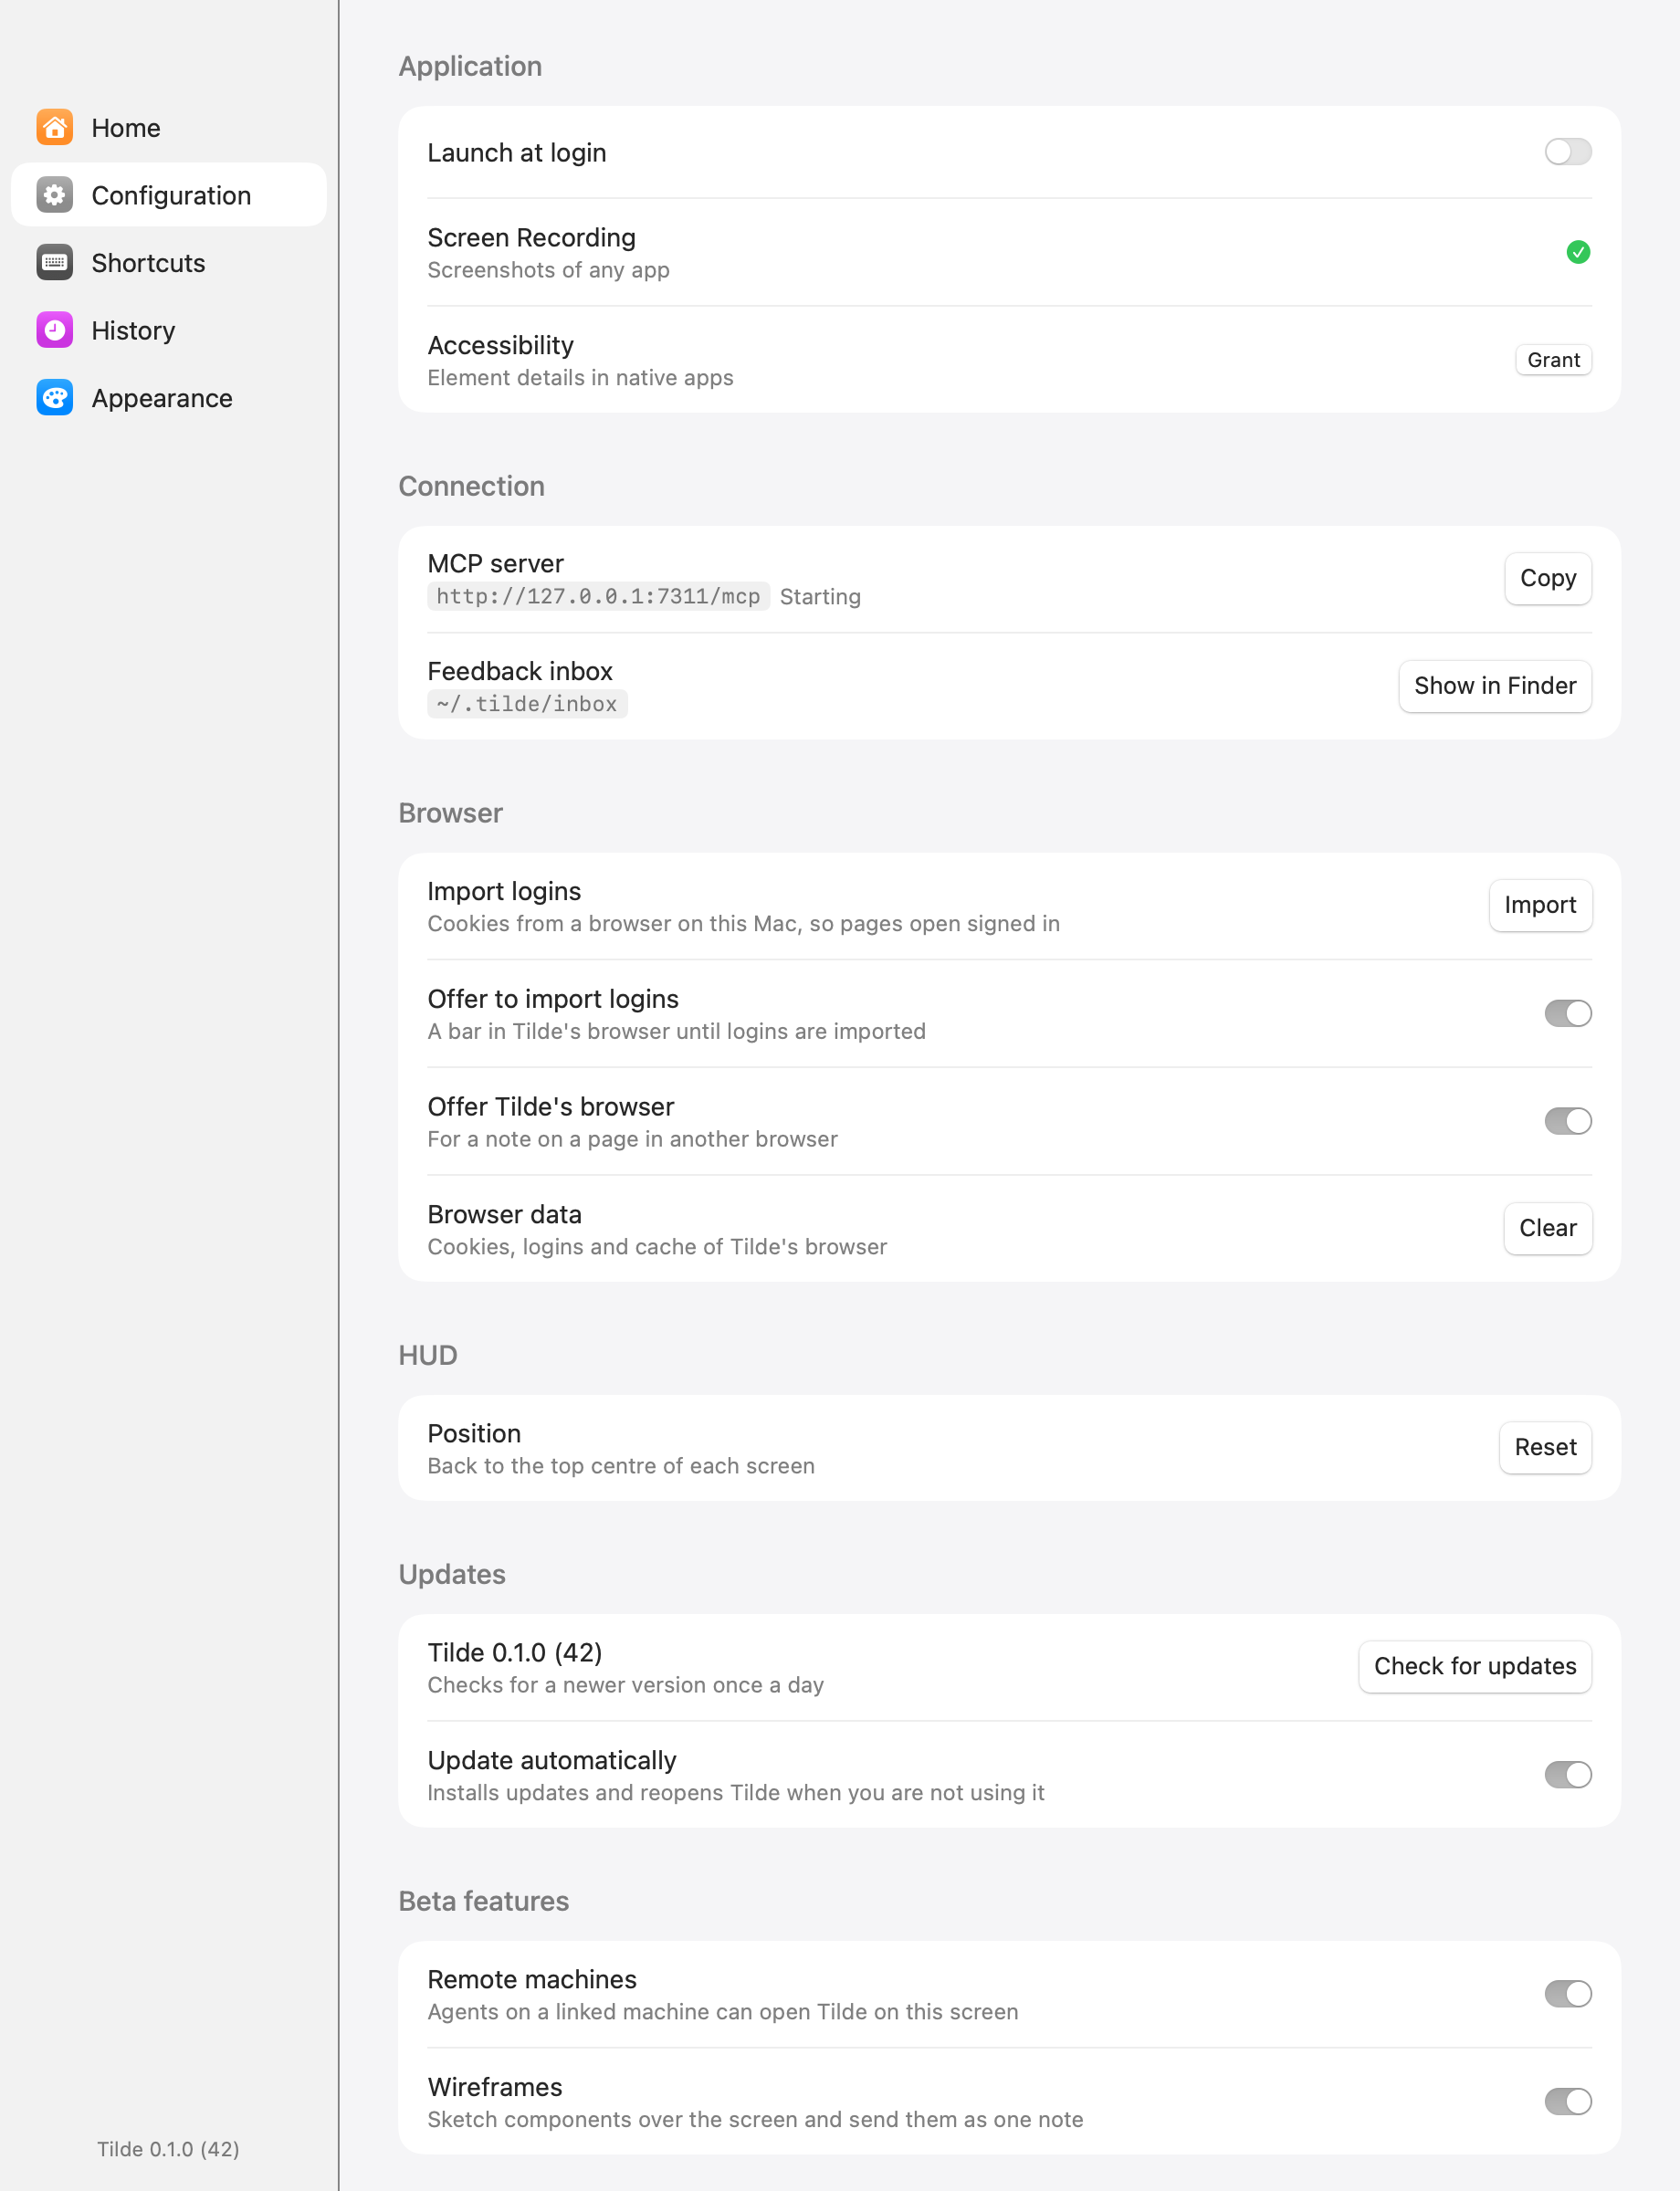 Home
Configuration
Shortcuts
History
Appearance
Tilde 0.1.0 (42)
Application
Launch at login
Screen Recording
Screenshots of any app
Accessibility
Element details in native apps
Grant
Connection
MCP server
http://127.0.0.1:7311/mcp Starting
Copy
Feedback inbox
~/.tilde/inbox
Show in Finder
Browser
Import logins
Cookies from a browser on this Mac, so pages open signed in
Import
Offer to import logins
A bar in Tilde's browser until logins are imported
Offer Tilde's browser
For a note on a page in another browser
Browser data
Cookies, logins and cache of Tilde's browser
Clear
HUD
Position
Back to the top centre of each screen
Reset
Updates
Tilde 0.1.0 (42)
Checks for a newer version once a day
Check for updates
Update automatically
Installs updates and reopens Tilde when you are not using it
Beta features
Remote machines
Agents on a linked machine can open Tilde on this screen
Wireframes
Sketch components over the screen and send them as one note